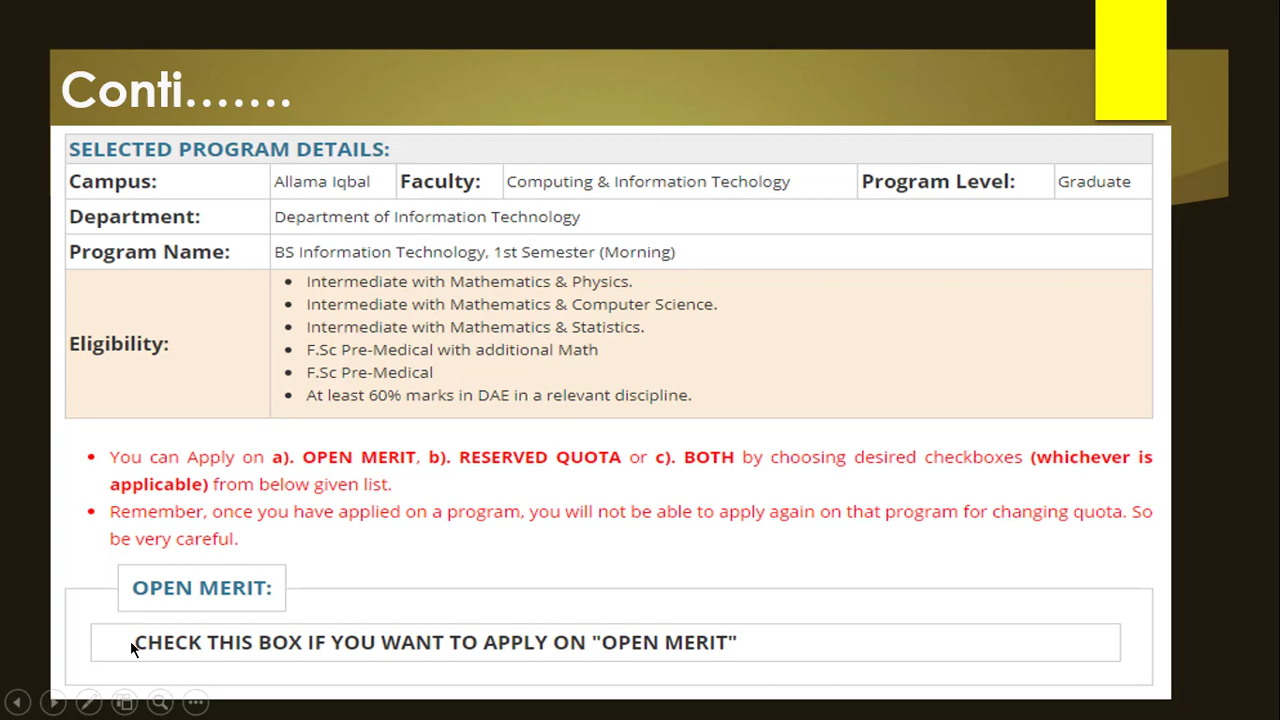 Conti.......
SELECTED PROGRAM DETAILS:
Campus: Allama Iqbal Faculty: Computing & Information Techology Program Level: Graduate
Department: Department of Information Technology
Program Name: BS Information Technology, 1st Semester (Morning)
Eligibility:
• Intermediate with Mathematics & Physics.
• Intermediate with Mathematics & Computer Science.
• Intermediate with Mathematics & Statistics.
• F.Sc Pre-Medical with additional Math
• F.Sc Pre-Medical
• At least 60% marks in DAE in a relevant discipline.
• You can Apply on a). OPEN MERIT, b). RESERVED QUOTA or c). BOTH by choosing desired checkboxes (whichever is
applicable) from below given list.
• Remember, once you have applied on a program, you will not be able to apply again on that program for changing quota. So
be very careful.
OPEN MERIT:
CHECK THIS BOX IF YOU WANT TO APPLY ON "OPEN MERIT"